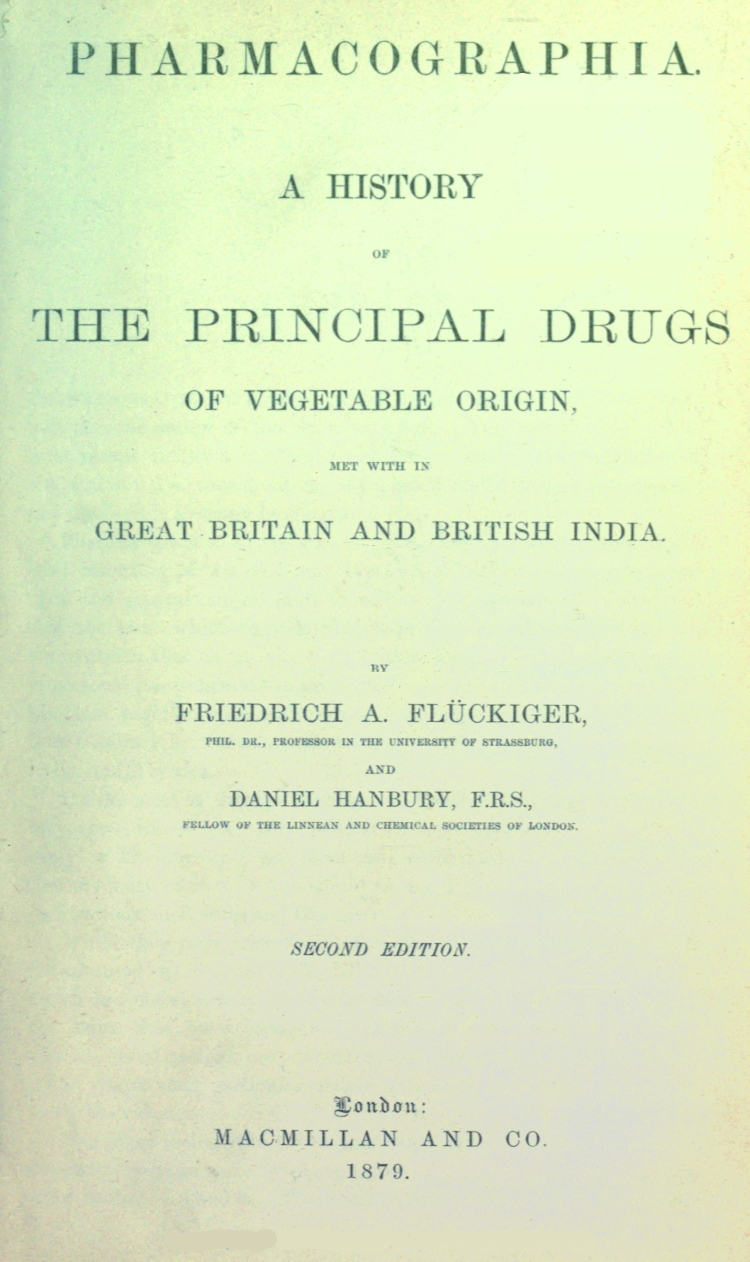 PHARMACOGRAPHIA.
A HISTORY
OF
THE PRINCIPAL DRUGS
OF VEGETABLE ORIGIN,
MET WITH IN
GREAT BRITAIN AND BRITISH INDIA.
BY
FRIEDRICH A. FLÜCKIGER,
PHIL. DR., PROFESSOR IN THE UNIVERSITY OF STRASSBURG,
AND
DANIEL HANBURY, F.R.S.,
FELLOW OF THE LINNEAN AND CHEMICAL SOCIETIES OF LONDON.
SECOND EDITION.
London:
MACMILLAN AND CO.
1879.